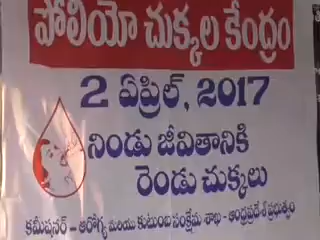 పోలియో చుక్కల కేంద్రం
2 ఏప్రిల్, 2017
నిండు జీవితానికి
రెండు చుక్కలు
కమీషనర్ - ఆరోగ్య మరియు కుటుంబ సంక్షేమ శాఖ - ఆంధ్రప్రదేశ్ ప్రభుత్వం